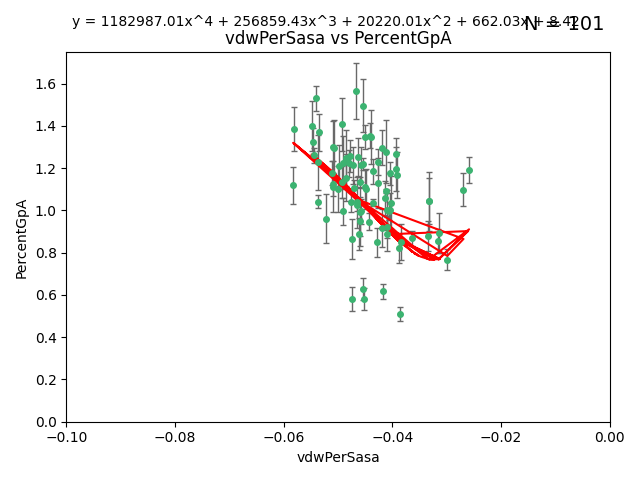 y = 1182987.01x^4 + 256859.43x^3 + 20220.01x^2 + 662.03x + 8.42
N = 101
vdwPerSasa vs PercentGpA
PercentGpA
1.6
1.4
1.2
1.0
0.8
0.6
0.4
0.2
0.0
−0.10 −0.08 −0.06 −0.04 −0.02 0.00
vdwPerSasa